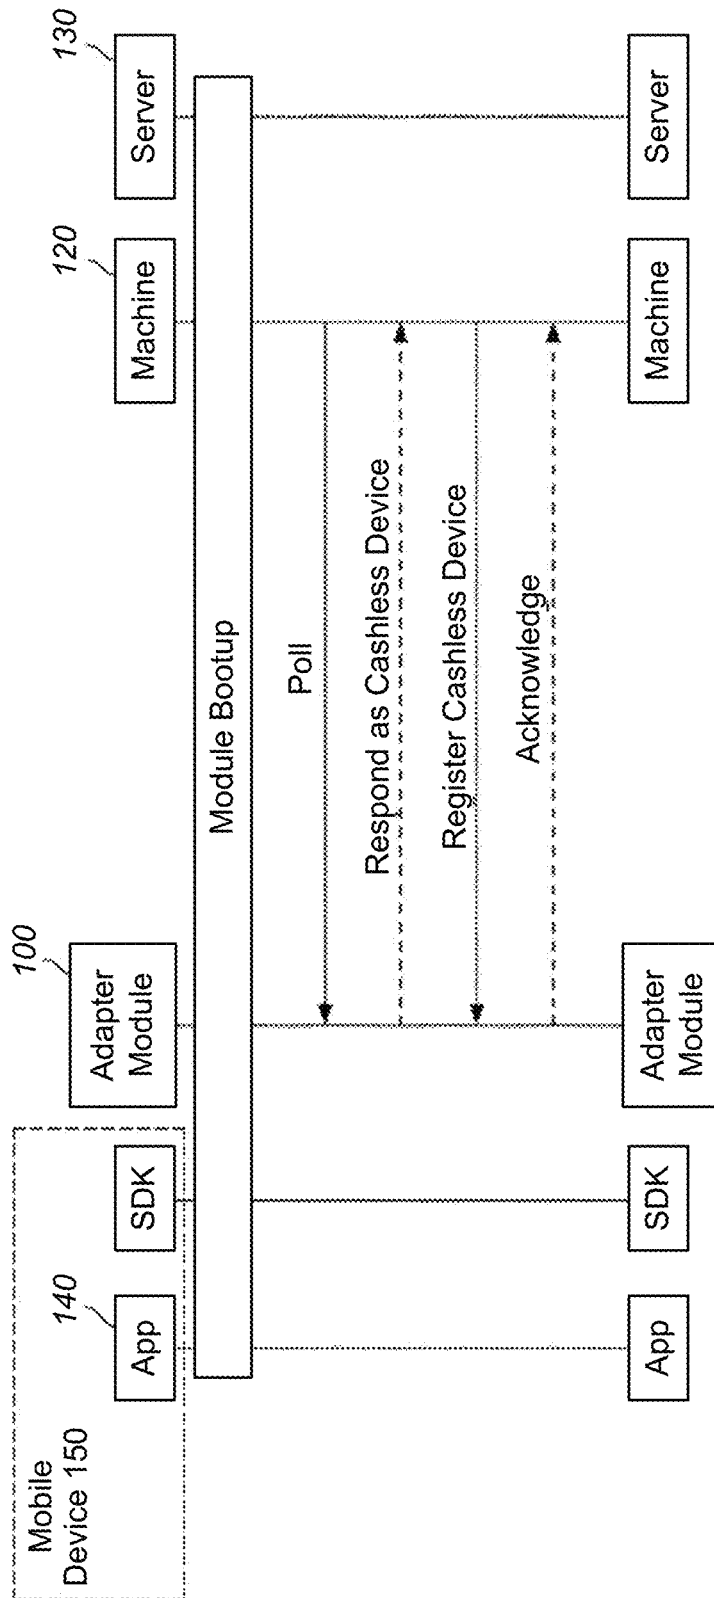 Mobile
Device 150
140
100
120
130
App
SDK
Adapter
Module
Machine
Server
Module Bootup
Poll
Respond as Cashless Device
Register Cashless Device
Acknowledge
App
SDK
Adapter
Module
Machine
Server